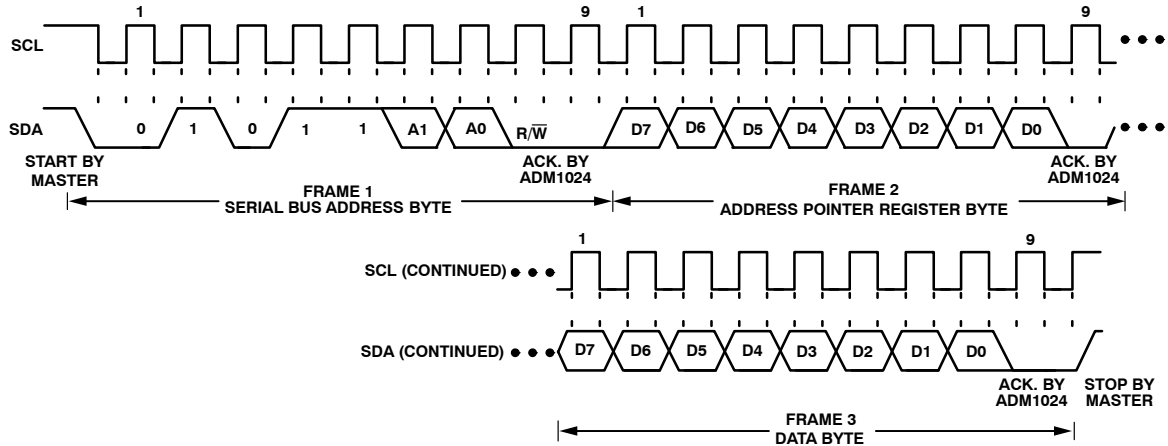 1 9 1 9
SCL
SDA 0 1 0 1 1 A1 A0 R/W D7 D6 D5 D4 D3 D2 D1 D0
START BY MASTER
ACK. BY ADM1024
ACK. BY ADM1024
FRAME 1
SERIAL BUS ADDRESS BYTE
FRAME 2
ADDRESS POINTER REGISTER BYTE
1 9
SCL (CONTINUED)
SDA (CONTINUED) D7 D6 D5 D4 D3 D2 D1 D0
ACK. BY ADM1024
STOP BY MASTER
FRAME 3
DATA BYTE